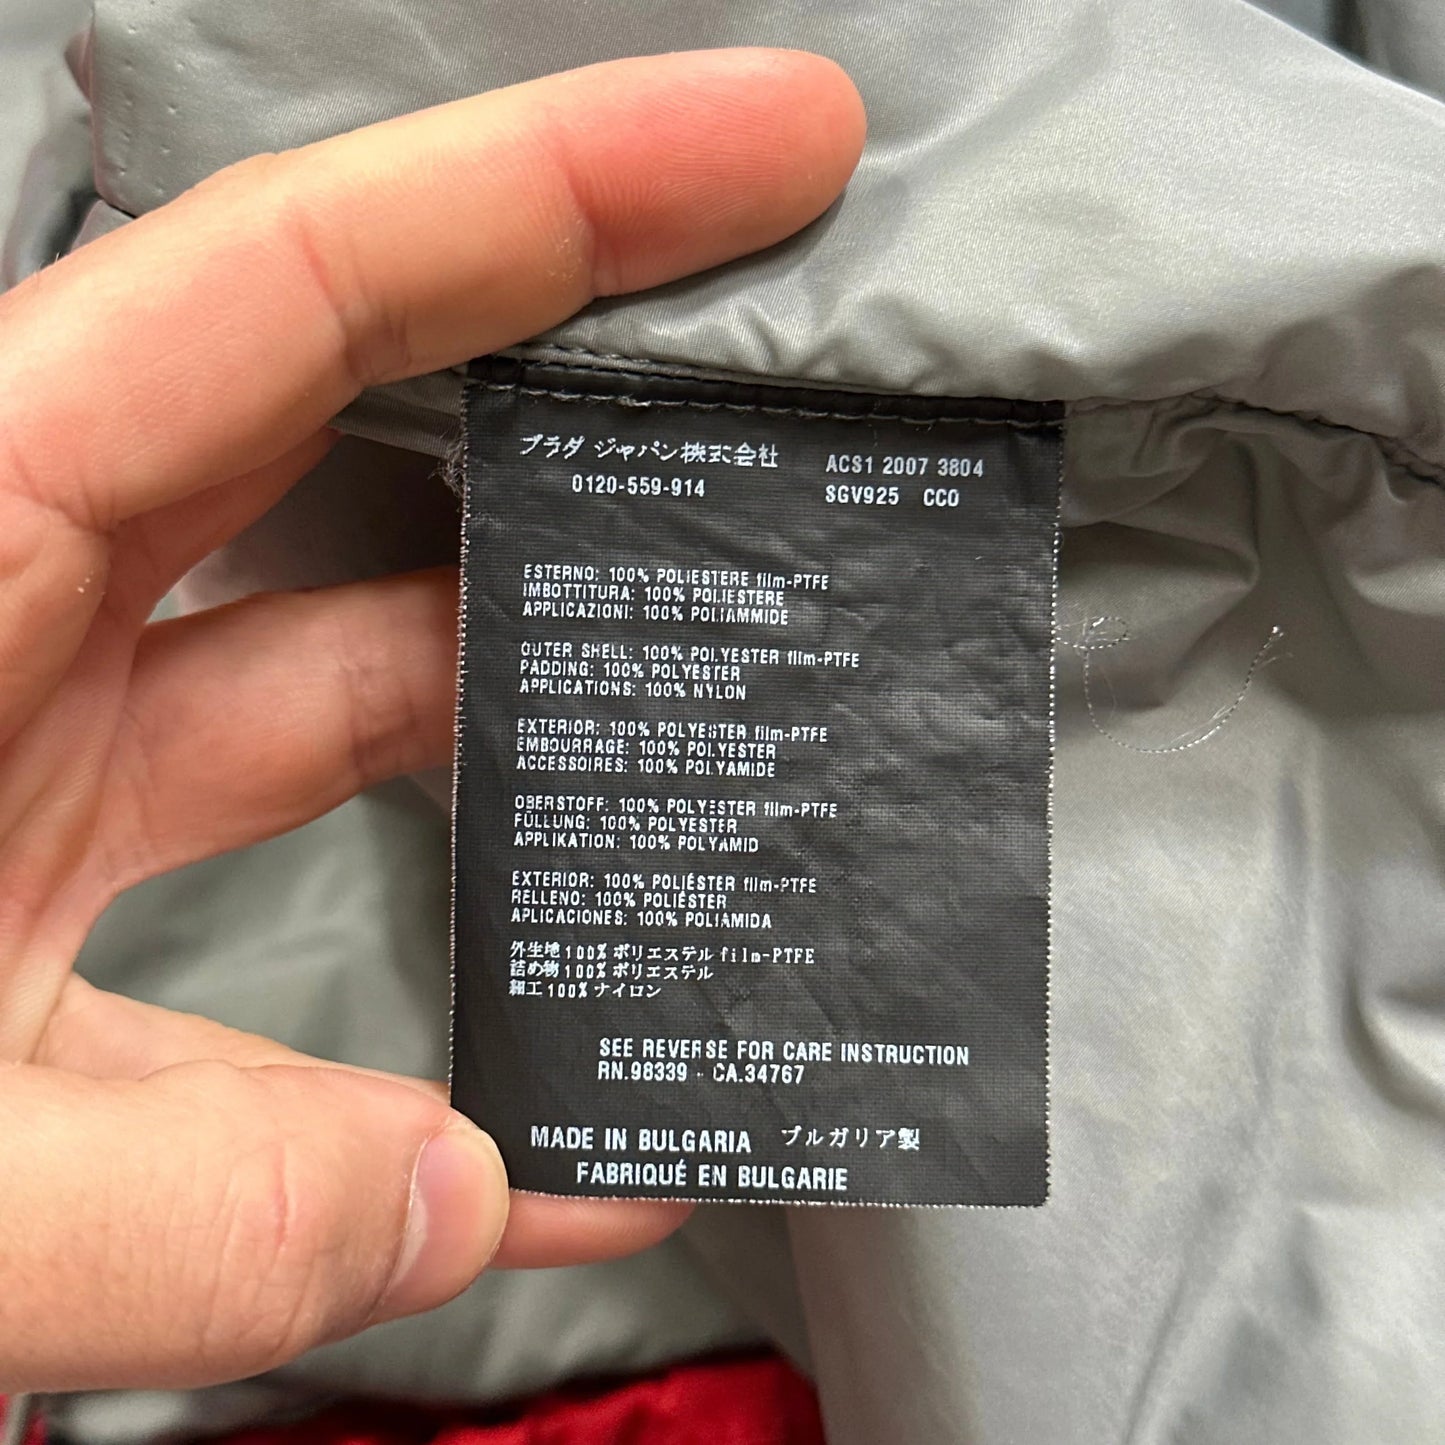 プラダ ジャパン株式会社
0120-559-914
ACS1 2007 3804
SGV925 CC0
ESTERNO: 100% POLIESTERE film-PTFE
IMBOTTITURA: 100% POLIESTERE
APPLICAZIONI: 100% POLIAMMIDE
OUTER SHELL: 100% POLYESTER film-PTFE
PADDING: 100% POLYESTER
APPLICATIONS: 100% NYLON
EXTERIOR: 100% POLYESTER film-PTFE
EMBOURRAGE: 100% POLYESTER
ACCESSOIRES: 100% POLYAMIDE
OBERSTOFF: 100% POLYESTER film-PTFE
FÜLLUNG: 100% POLYESTER
APPLIKATION: 100% POLYAMID
EXTERIOR: 100% POLIÉSTER film-PTFE
RELLENO: 100% POLIÉSTER
APLICACIONES: 100% POLIAMIDA
外生地100% ポリエステル film-PTFE
詰め物100% ポリエステル
細工100% ナイロン
SEE REVERSE FOR CARE INSTRUCTION
RN.98339 - CA.34767
MADE IN BULGARIA ブルガリア製
FABRIQUÉ EN BULGARIE